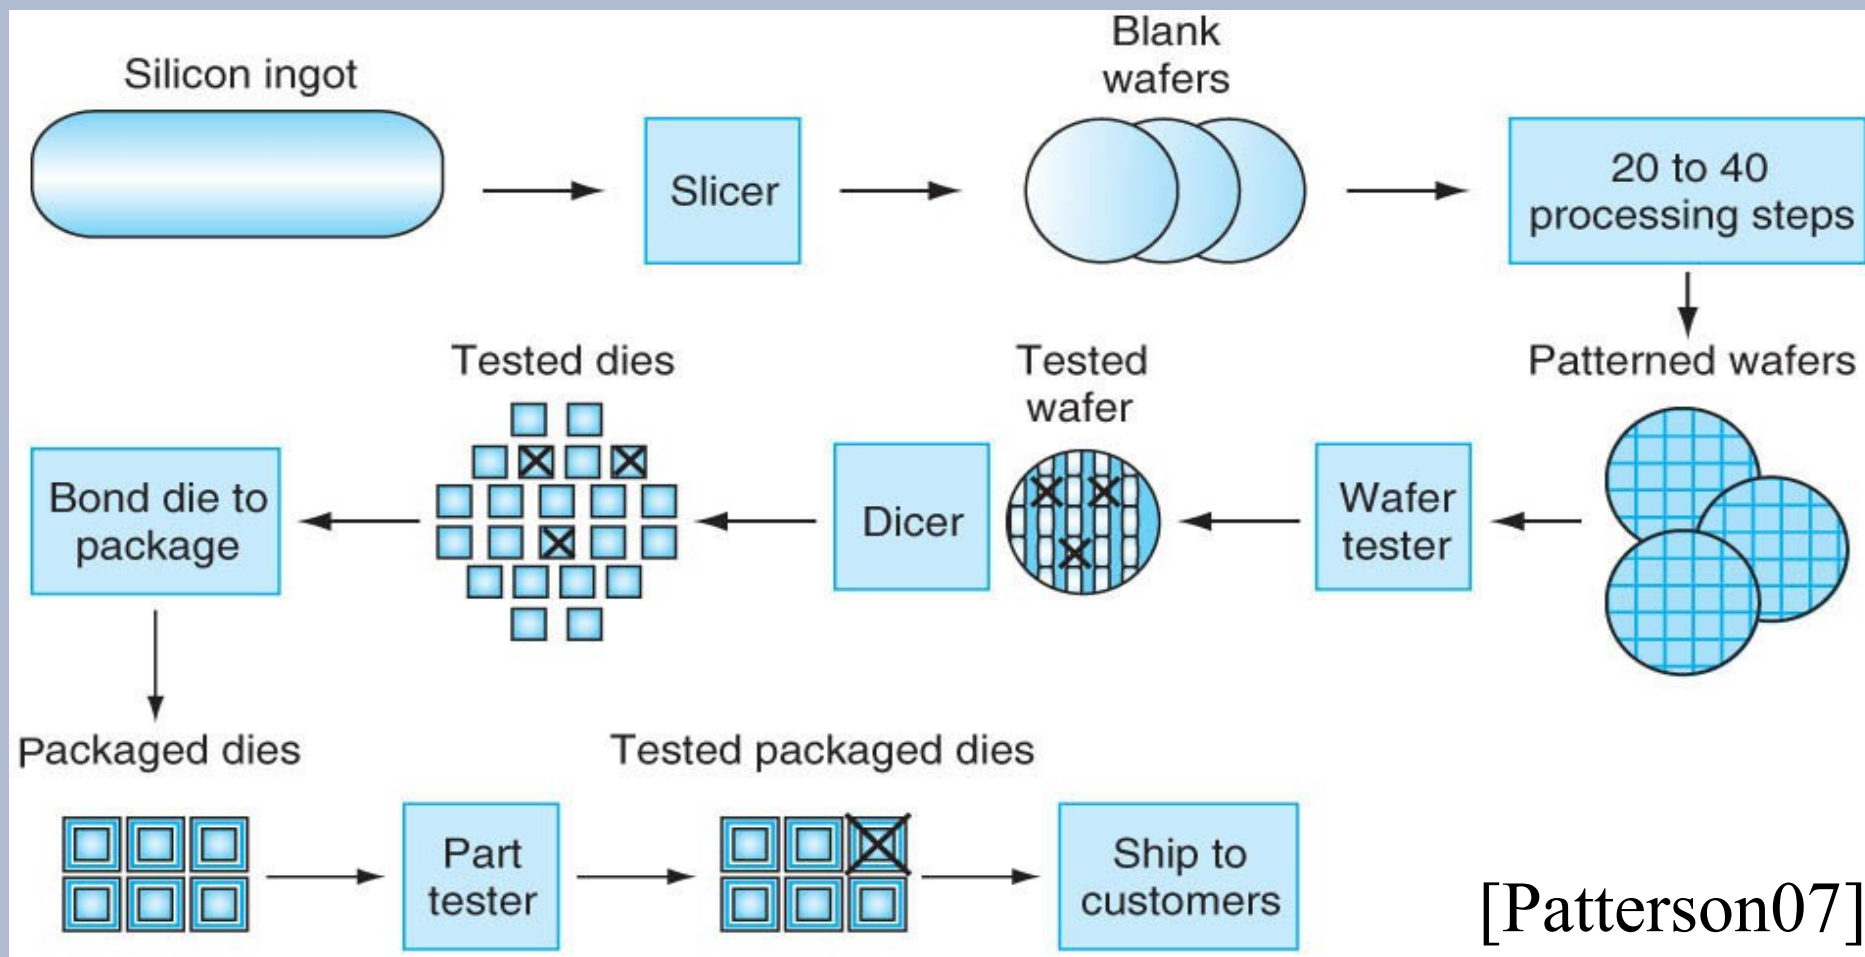 Silicon ingot
Slicer
Blank
wafers
20 to 40
processing steps
Patterned wafers
Wafer
tester
Tested
wafer
Dicer
Tested dies
Bond die to
package
Packaged dies
Part
tester
Tested packaged dies
Ship to
customers
[Patterson07]